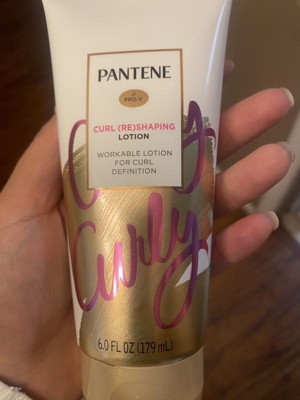 PANTENE
PRO-V
CURL (RE)SHAPING
LOTION
WORKABLE LOTION
FOR CURL
DEFINITION
Curly
6.0 FL OZ (179 mL)